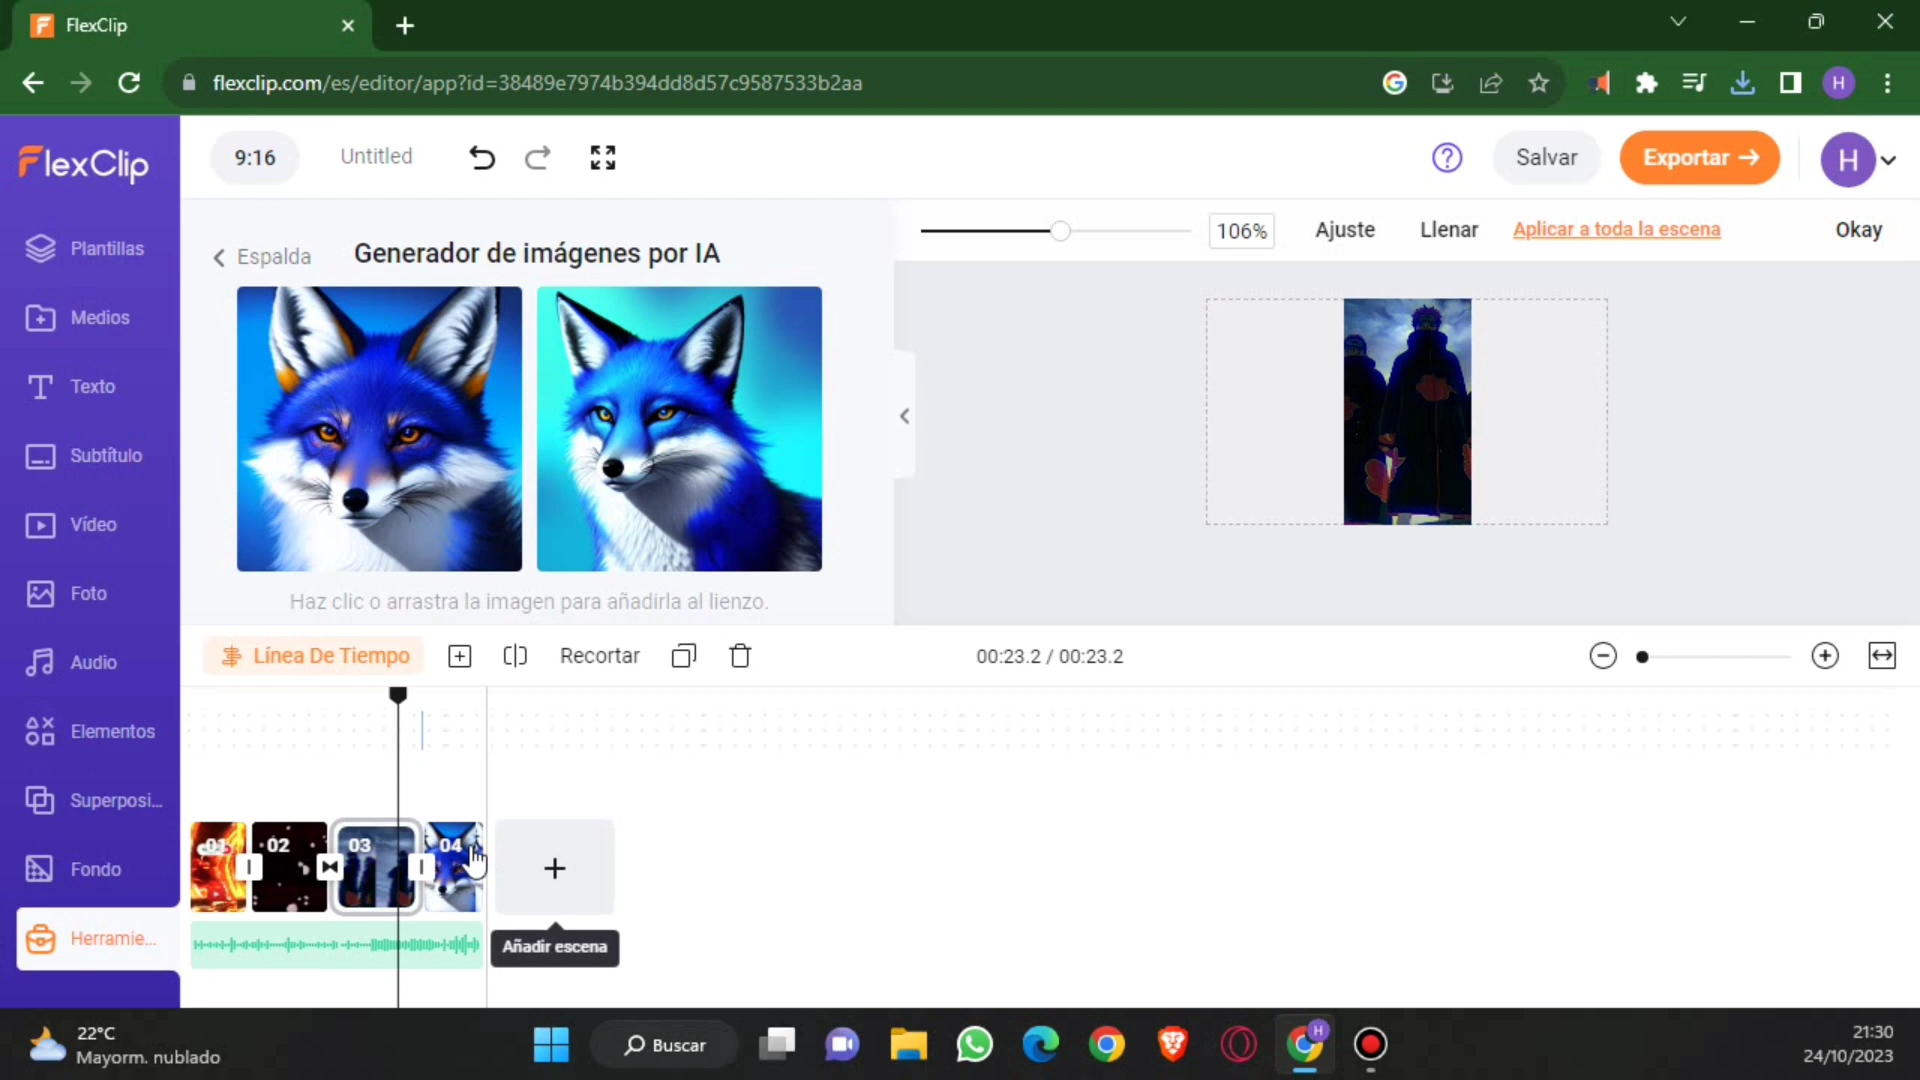 FlexClip
flexclip.com/es/editor/app?id=38489e7974b394dd8d57c9587533b2aa
H
FlexClip
9:16
Untitled
?
Salvar
Exportar →
H
Plantillas
Medios
Texto
Subtítulo
Vídeo
Foto
Audio
Elementos
Superposi...
Fondo
Herramie...
Espalda
Generador de imágenes por IA
106%
Ajuste
Llenar
Aplicar a toda la escena
Okay
Haz clic o arrastra la imagen para añadirla al lienzo.
Línea De Tiempo
Recortar
00:23.2 / 00:23.2
01
02
03
04
+
Añadir escena
22°C
Mayorm. nublado
Buscar
H
21:30
24/10/2023